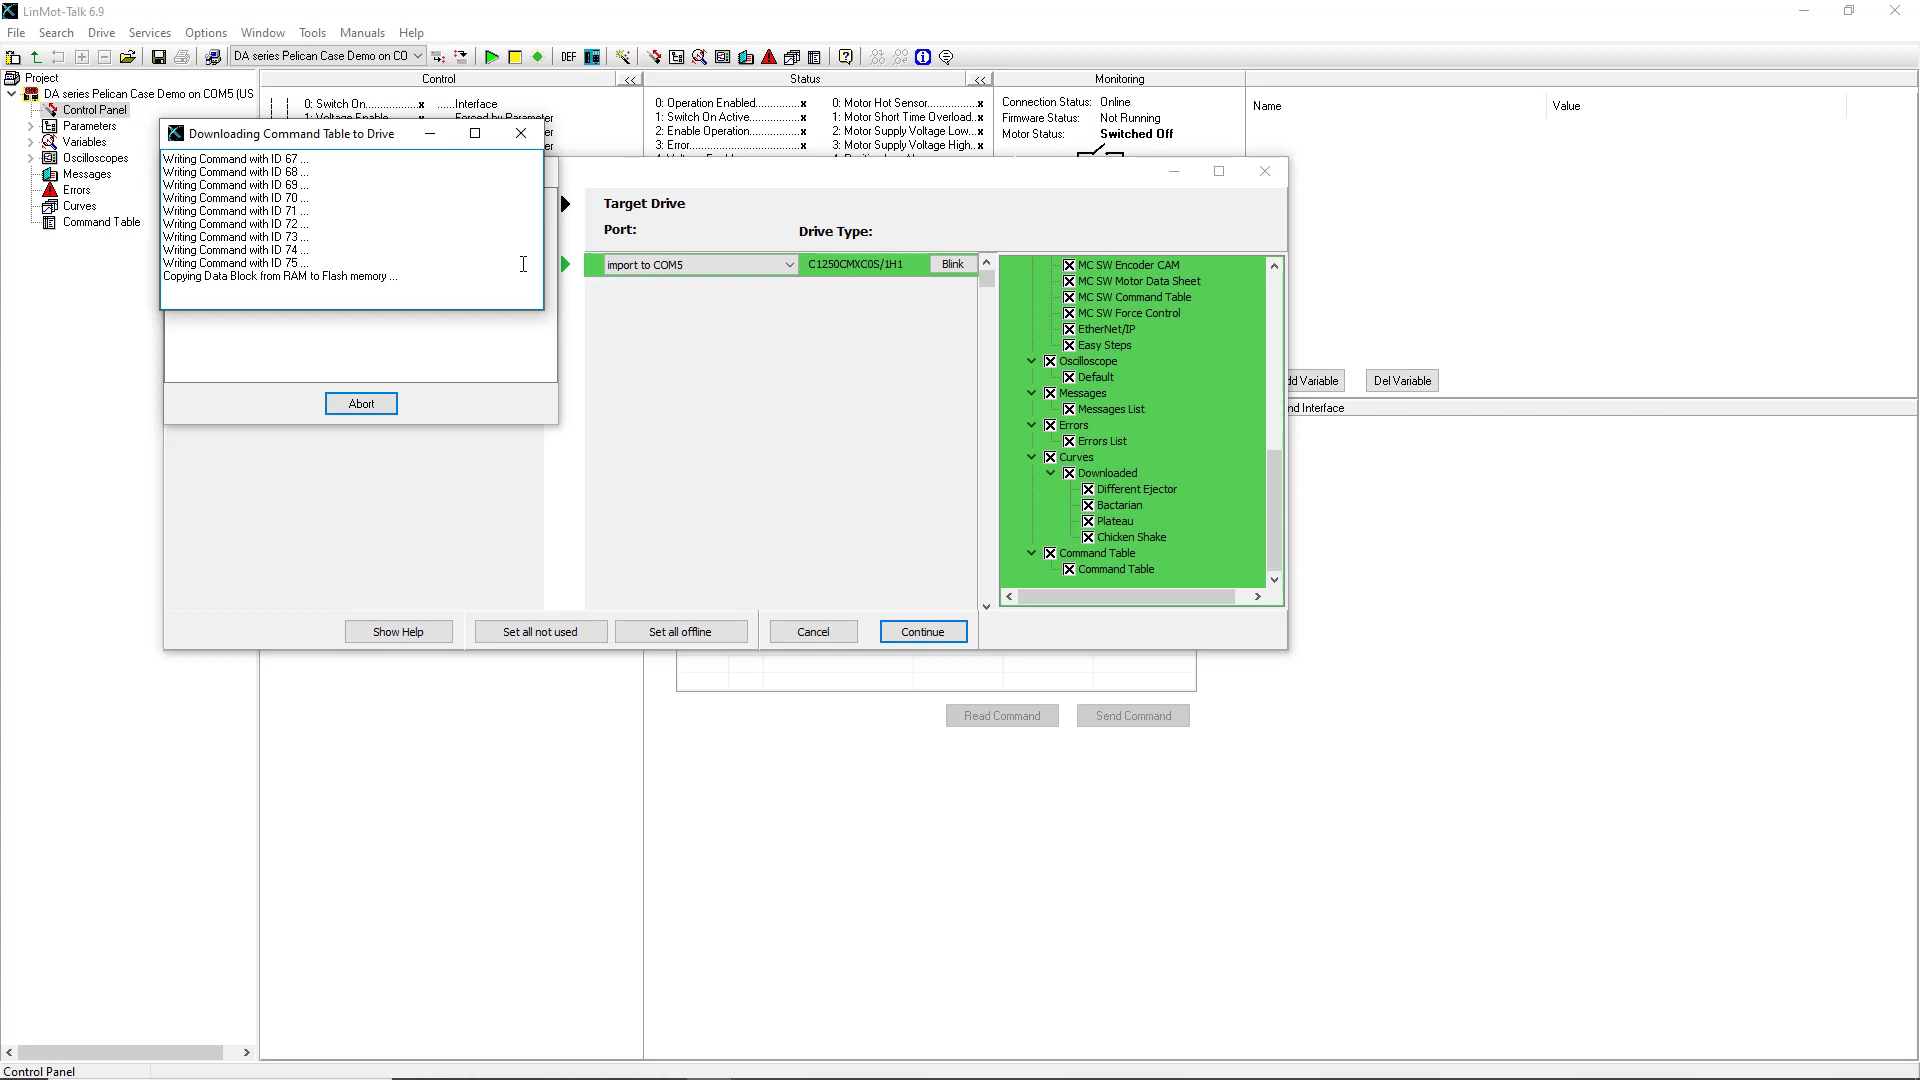 LinMot-Talk 6.9
File Search Drive Services Options Window Tools Manuals Help
DA series Pelican Case Demo on CO
DEF
Project
DA series Pelican Case Demo on COM5 (US
Control Panel
Parameters
Variables
Oscilloscopes
Messages
Errors
Curves
Command Table
Control
<<
0: Switch On.................x ......Interface
Forced by Parameter
Status
<<
0: Operation Enabled..............x
1: Switch On Active................x
2: Enable Operation................x
3: Error................................x
0: Motor Hot Sensor................x
1: Motor Short Time Overload..x
2: Motor Supply Voltage Low...x
3: Motor Supply Voltage High..x
Monitoring
Connection Status: Online
Firmware Status: Not Running
Motor Status: Switched Off
Name Value
Downloading Command Table to Drive
Writing Command with ID 67 ...
Writing Command with ID 68 ...
Writing Command with ID 69 ...
Writing Command with ID 70 ...
Writing Command with ID 71 ...
Writing Command with ID 72 ...
Writing Command with ID 73 ...
Writing Command with ID 74 ...
Writing Command with ID 75 ...
Copying Data Block from RAM to Flash memory ...
Abort
Target Drive
Port: Drive Type:
import to COM5 C1250CMXC0S/1H1 Blink
MC SW Encoder CAM
MC SW Motor Data Sheet
MC SW Command Table
MC SW Force Control
EtherNet/IP
Easy Steps
Oscilloscope
Default
Messages
Messages List
Errors
Errors List
Curves
Downloaded
Different Ejector
Bactarian
Plateau
Chicken Shake
Command Table
Command Table
Show Help Set all not used Set all offline Cancel Continue
dd Variable Del Variable
nd Interface
Read Command Send Command
Control Panel